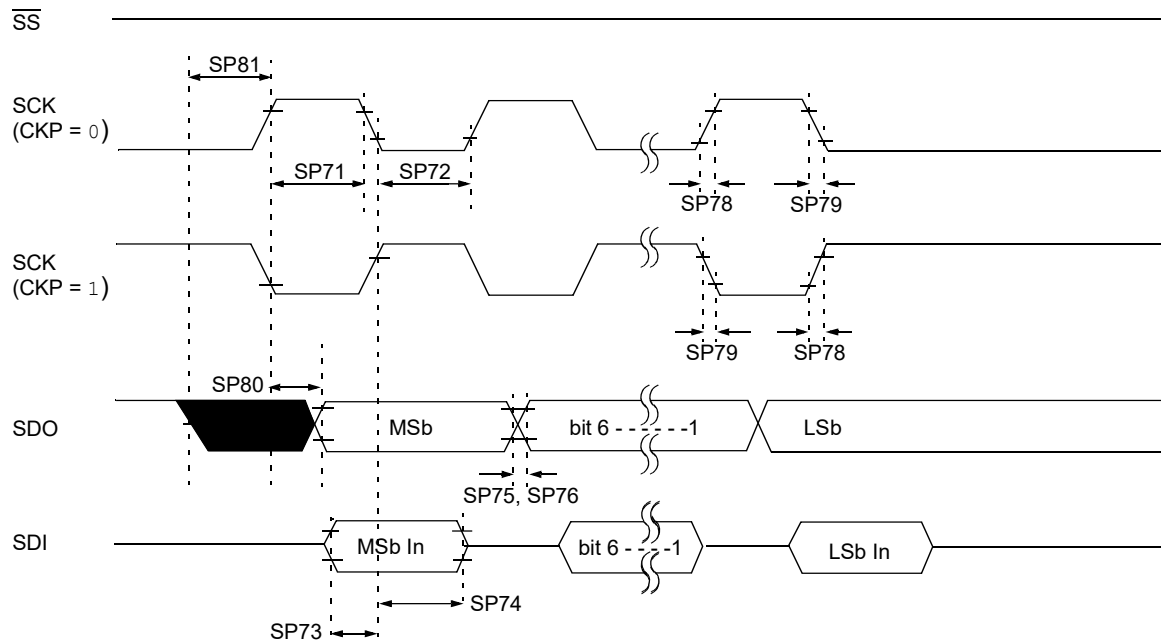 SS
SP81
SCK
(CKP = 0)
SP71
SP72
SP78
SP79
SCK
(CKP = 1)
SP79
SP78
SP80
SDO
MSb
bit 6 - - - - - -1
LSb
SP75, SP76
SDI
MSb In
bit 6 - - - -1
LSb In
SP74
SP73